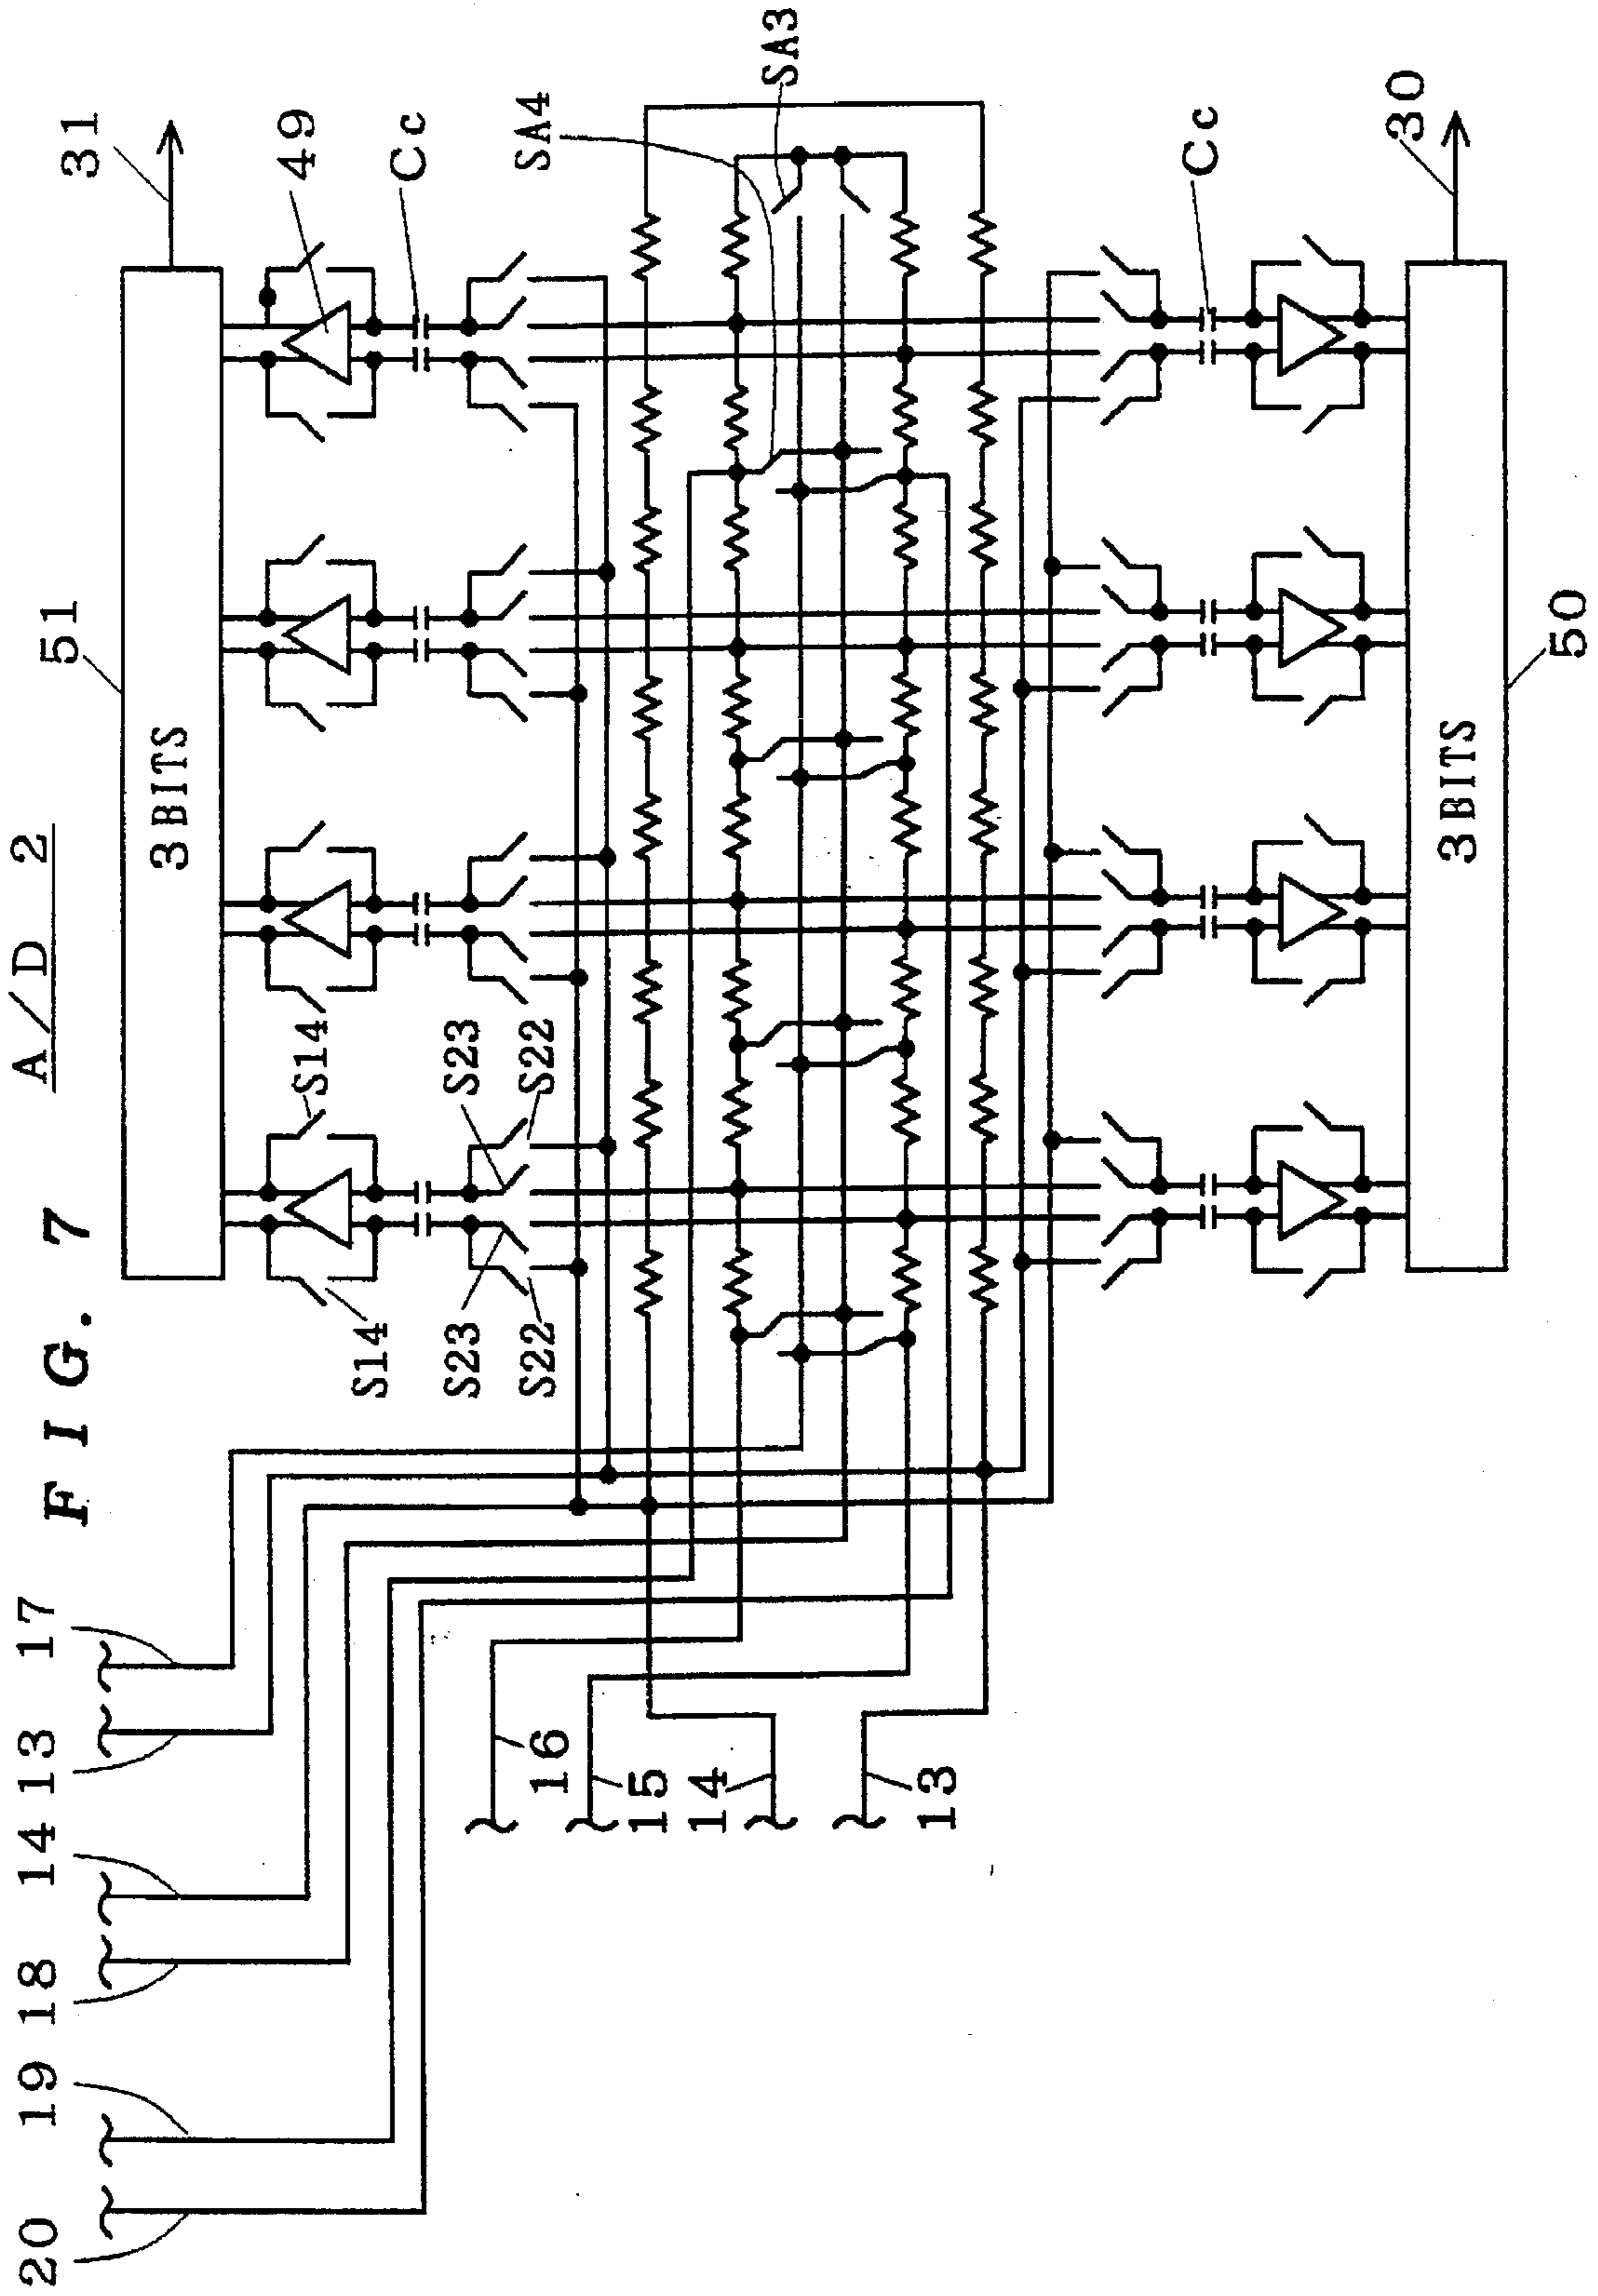 FIG. 7 A/D 2
20
19
18
14
13
17
51
31
3 BITS
S14
S14
49
Cc
S23
S23
S22
S22
SA4
SA3
16
15
14
13
Cc
30
3 BITS
50